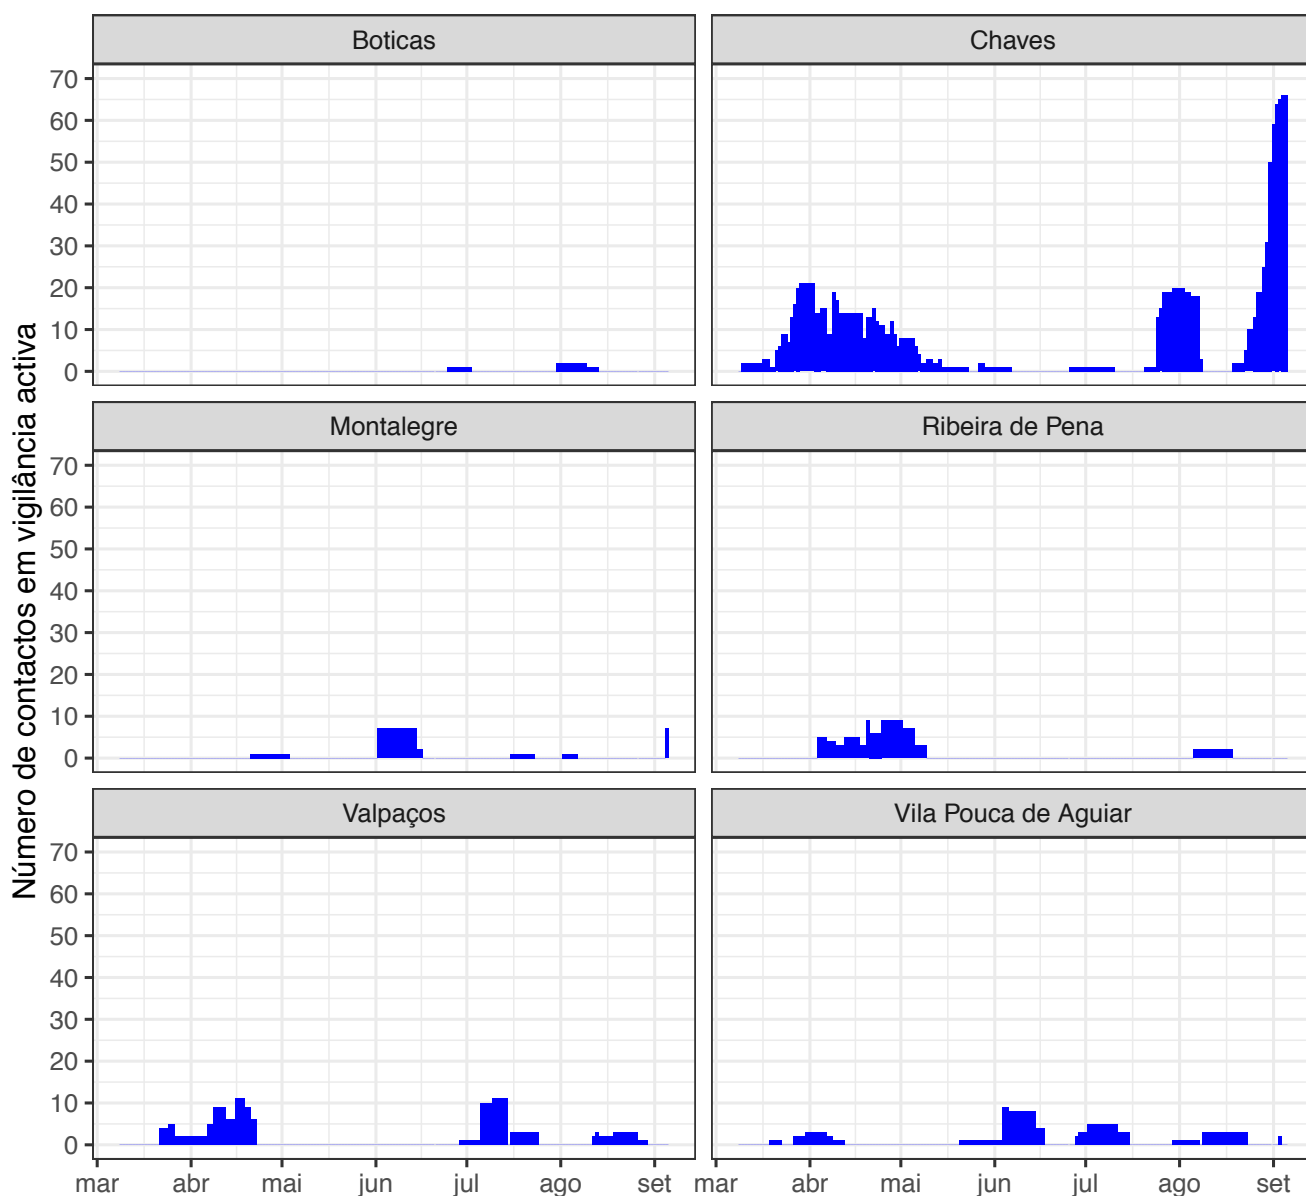 Número de contactos em vigilância activa
Boticas
Chaves
70
60
50
40
30
20
10
0
Montalegre
Ribeira de Pena
70
60
50
40
30
20
10
0
Valpaços
Vila Pouca de Aguiar
70
60
50
40
30
20
10
0
mar abr mai jun jul ago set
mar abr mai jun jul ago set